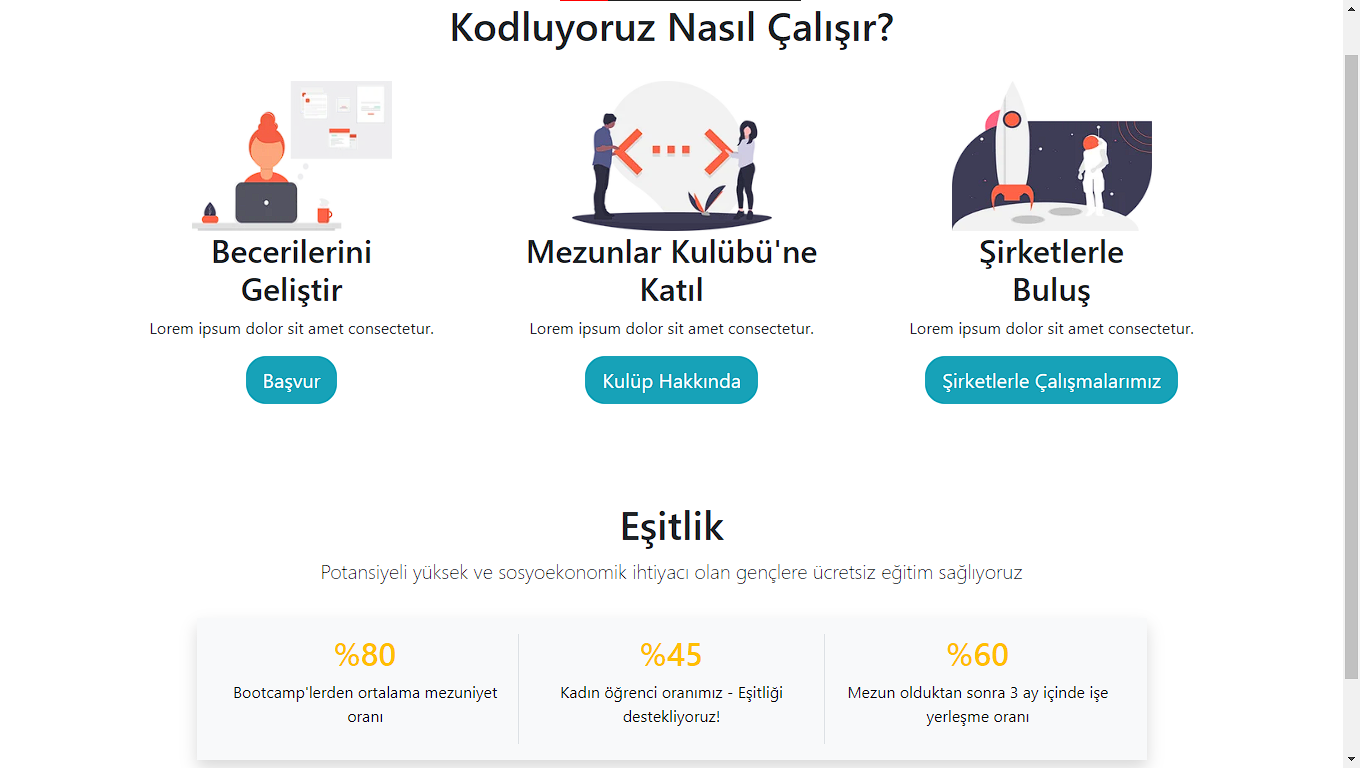 Kodluyoruz Nasıl Çalışır?
Becerilerini
Geliştir
Lorem ipsum dolor sit amet consectetur.
Başvur
Mezunlar Kulübü'ne
Katıl
Lorem ipsum dolor sit amet consectetur.
Kulüp Hakkında
Şirketlerle
Buluş
Lorem ipsum dolor sit amet consectetur.
Şirketlerle Çalışmalarımız
Eşitlik
Potansiyeli yüksek ve sosyoekonomik ihtiyacı olan gençlere ücretsiz eğitim sağlıyoruz
%80
Bootcamp'lerden ortalama mezuniyet
oranı
%45
Kadın öğrenci oranımız - Eşitliği
destekliyoruz!
%60
Mezun olduktan sonra 3 ay içinde işe
yerleşme oranı